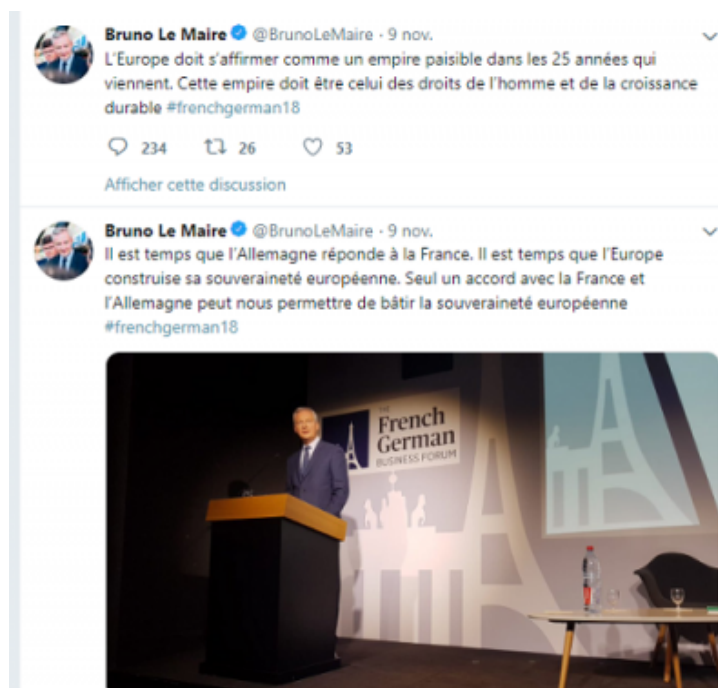 Bruno Le Maire @BrunoLeMaire · 9 nov.
L'Europe doit s'affirmer comme un empire paisible dans les 25 années qui
viennent. Cette empire doit être celui des droits de l'homme et de la croissance
durable #frenchgerman18
234 26 53
Afficher cette discussion
Bruno Le Maire @BrunoLeMaire · 9 nov.
Il est temps que l'Allemagne réponde à la France. Il est temps que l'Europe
construise sa souveraineté européenne. Seul un accord avec la France et
l'Allemagne peut nous permettre de bâtir la souveraineté européenne
#frenchgerman18
THE
French
German
BUSINESS FORUM